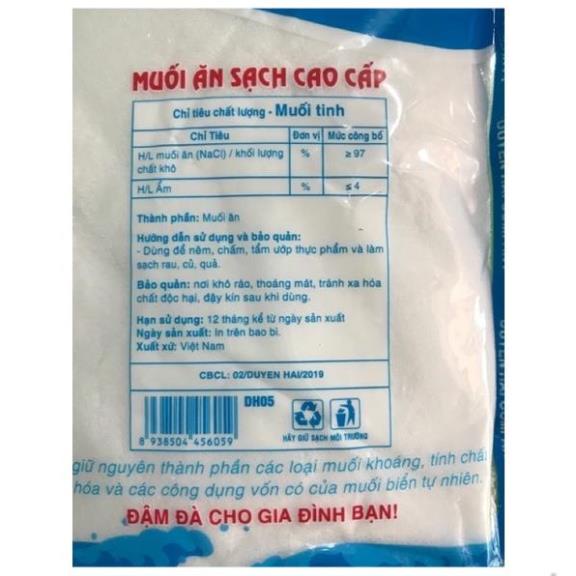 MUỐI ĂN SẠCH CAO CẤP
Chỉ tiêu chất lượng - Muối tinh
Chỉ Tiêu Đơn vị Mức công bố
H/L muối ăn (NaCl) / khối lượng chất khô % ≥ 97
H/L Ẩm % ≤ 4
Thành phần: Muối ăn
Hướng dẫn sử dụng và bảo quản:
- Dùng để nêm, chấm, tẩm ướp thực phẩm và làm
sạch rau, củ, quả.
Bảo quản: nơi khô ráo, thoáng mát, tránh xa hóa
chất độc hại, đậy kín sau khi dùng.
Hạn sử dụng: 12 tháng kể từ ngày sản xuất
Ngày sản xuất: In trên bao bì.
Xuất xứ: Việt Nam
CBCL: 02/DUYEN HAI/2019
DH05
8 938504 456059
HÃY GIỮ SẠCH MÔI TRƯỜNG
giữ nguyên thành phần các loại muối khoáng, tính chấ
hóa và các công dụng vốn có của muối biển tự nhiên.
ĐẬM ĐÀ CHO GIA ĐÌNH BẠN!